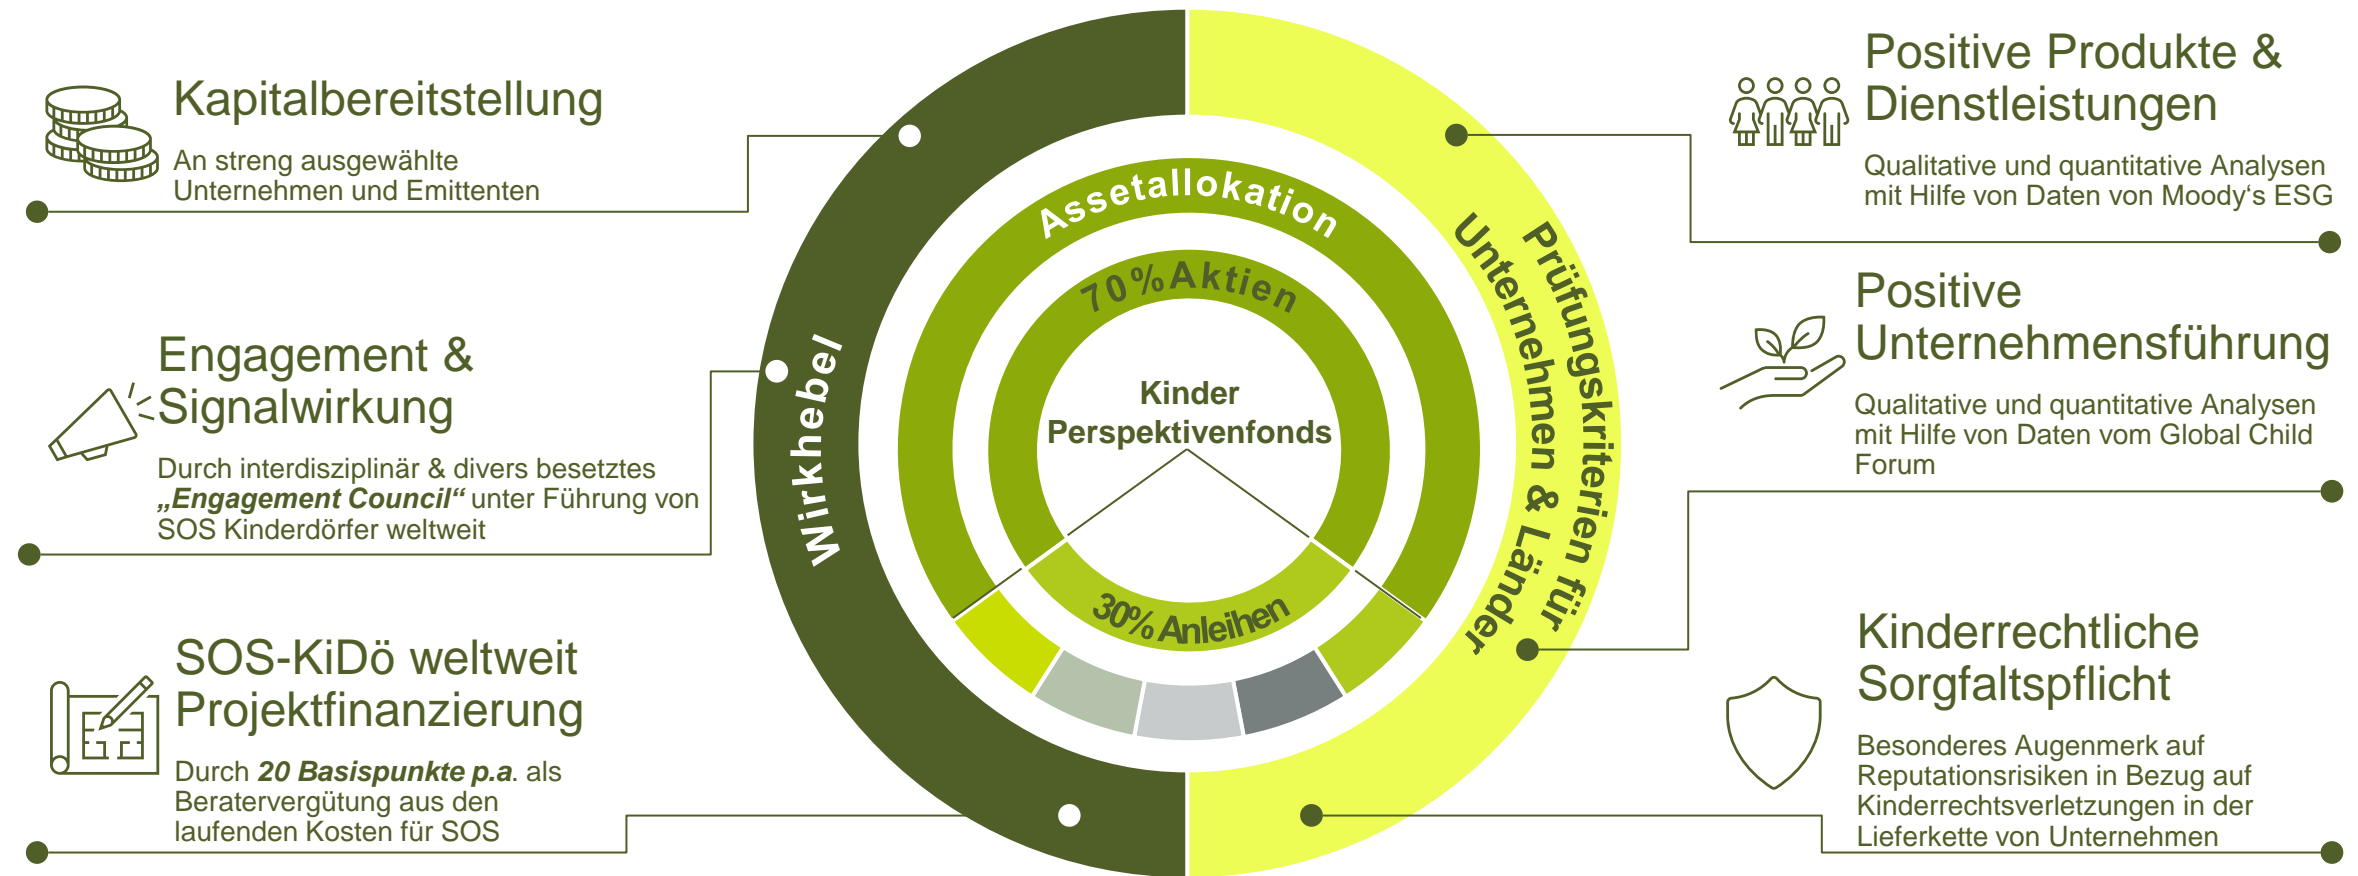 Kapitalbereitstellung
An streng ausgewählte
Unternehmen und Emittenten
Engagement &
Signalwirkung
Durch interdisziplinär & divers besetztes
„Engagement Council“ unter Führung von
SOS Kinderdörfer weltweit
SOS-KiDö weltweit
Projektfinanzierung
Durch 20 Basispunkte p.a. als
Beratervergütung aus den
laufenden Kosten für SOS
Wirkhebel
Assetallokation
70%Aktien
Kinder
Perspektivenfonds
30% Anleihen
Prüfungskriterien für
Unternehmen & Länder
Positive Produkte &
Dienstleistungen
Qualitative und quantitative Analysen
mit Hilfe von Daten von Moody‘s ESG
Positive
Unternehmensführung
Qualitative und quantitative Analysen
mit Hilfe von Daten vom Global Child
Forum
Kinderrechtliche
Sorgfaltspflicht
Besonderes Augenmerk auf
Reputationsrisiken in Bezug auf
Kinderrechtsverletzungen in der
Lieferkette von Unternehmen